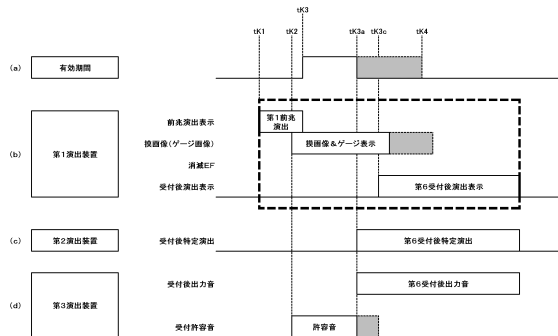 tK3
tK1 tK2 tK3a tK3c tK4
(a) 有効期間
(b) 第1演出装置
前兆演出表示 第1前兆
演出
操画像(ゲージ画像) 操画像&ゲージ表示
消滅EF
受付後演出表示 第6受付後演出表示
(c) 第2演出装置 受付後特定演出 第6受付後特定演出
(d) 第3演出装置
受付後出力音 第6受付後出力音
受付許容音 許容音